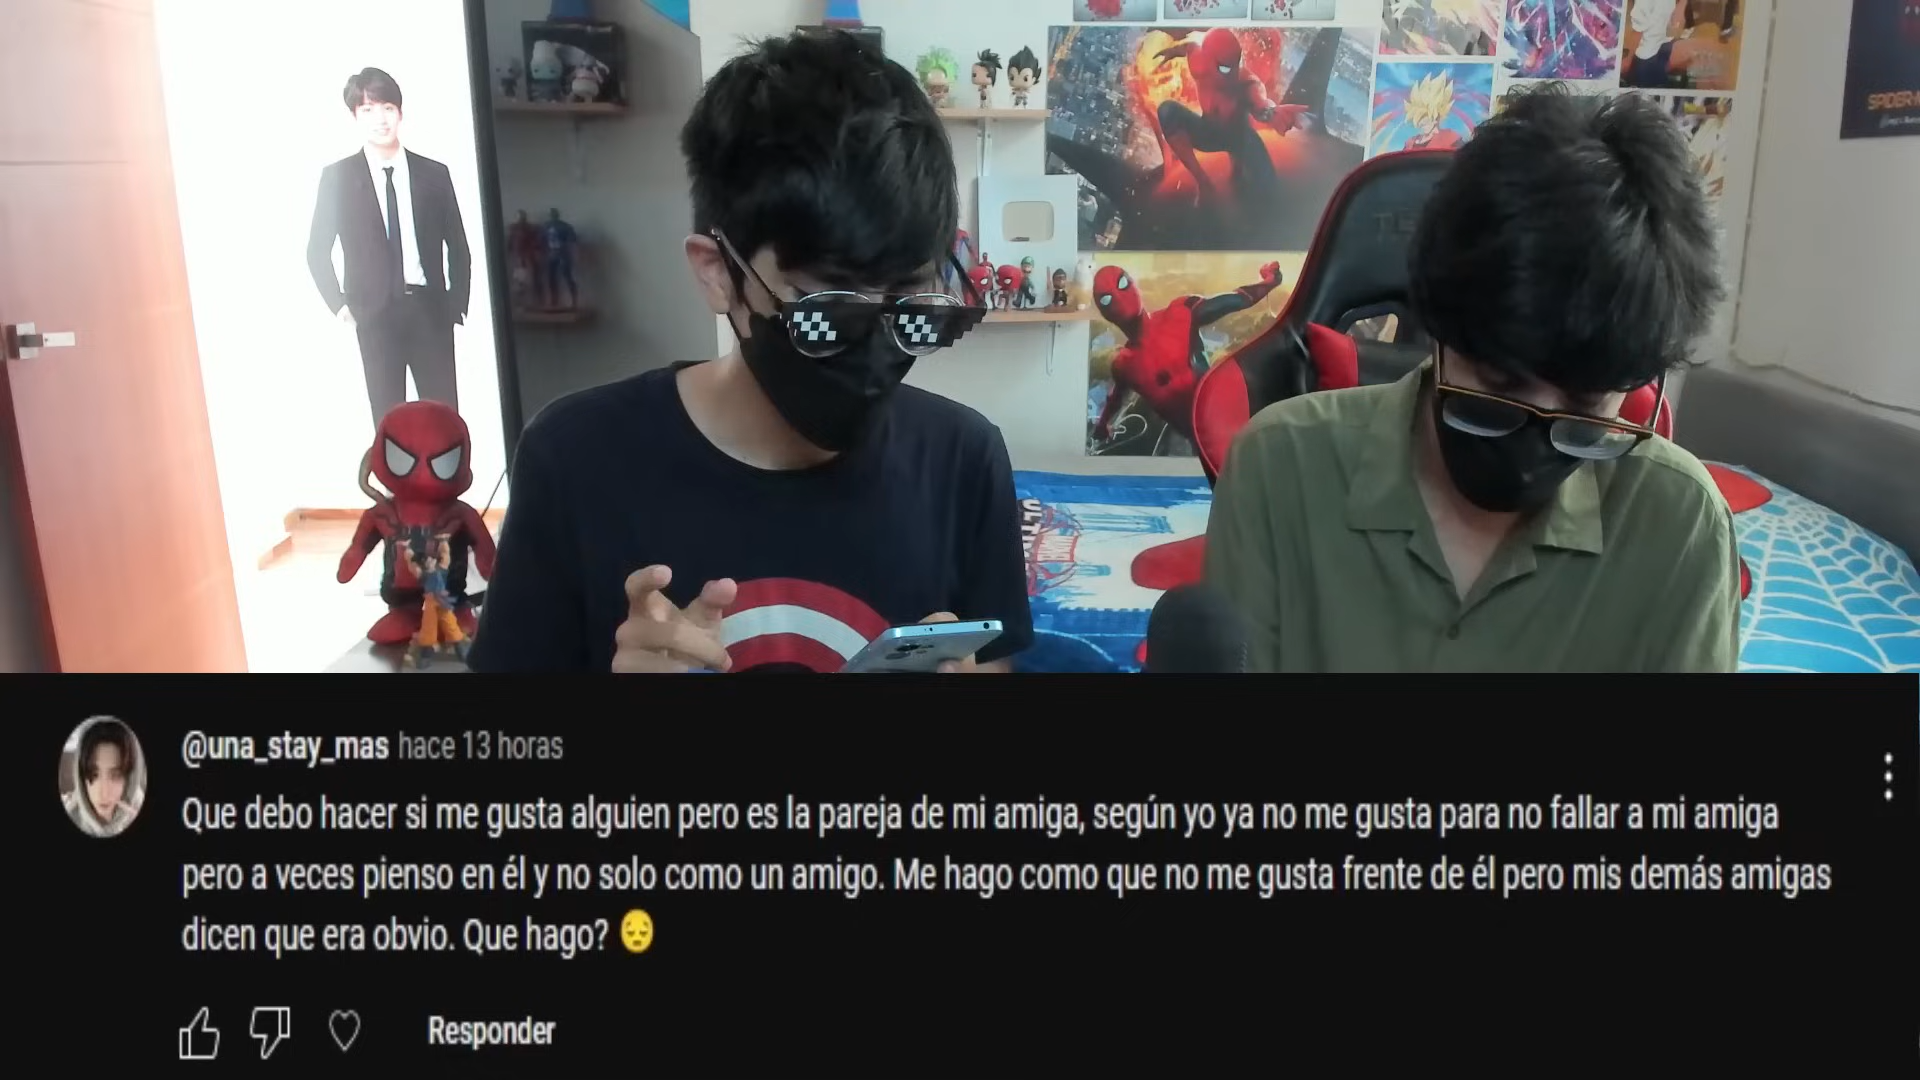 SPIDER-M
MARVEL
@una_stay_mas hace 13 horas
Que debo hacer si me gusta alguien pero es la pareja de mi amiga, según yo ya no me gusta para no fallar a mi amiga
pero a veces pienso en él y no solo como un amigo. Me hago como que no me gusta frente de él pero mis demás amigas
dicen que era obvio. Que hago? 😔
Responder